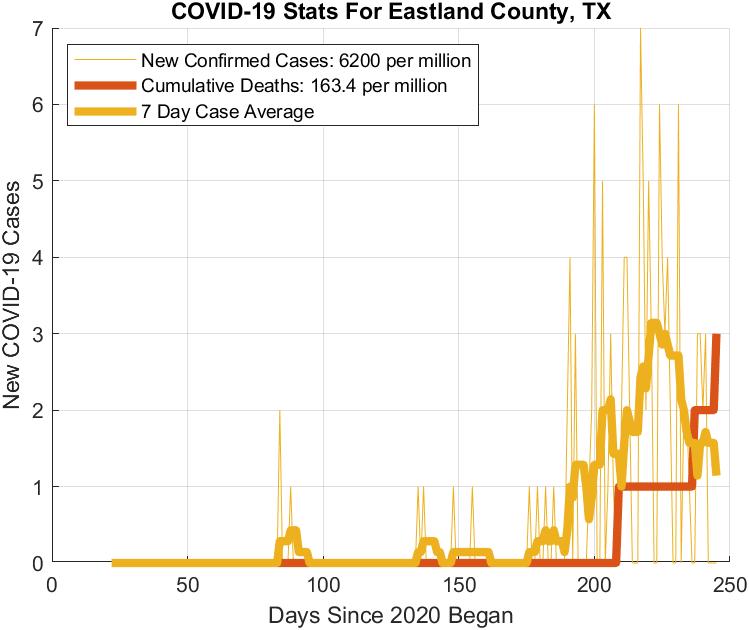 COVID-19 Stats For Eastland County, TX
New Confirmed Cases: 6200 per million
Cumulative Deaths: 163.4 per million
7 Day Case Average
New COVID-19 Cases
7
6
5
4
3
2
1
0
0 50 100 150 200 250
Days Since 2020 Began